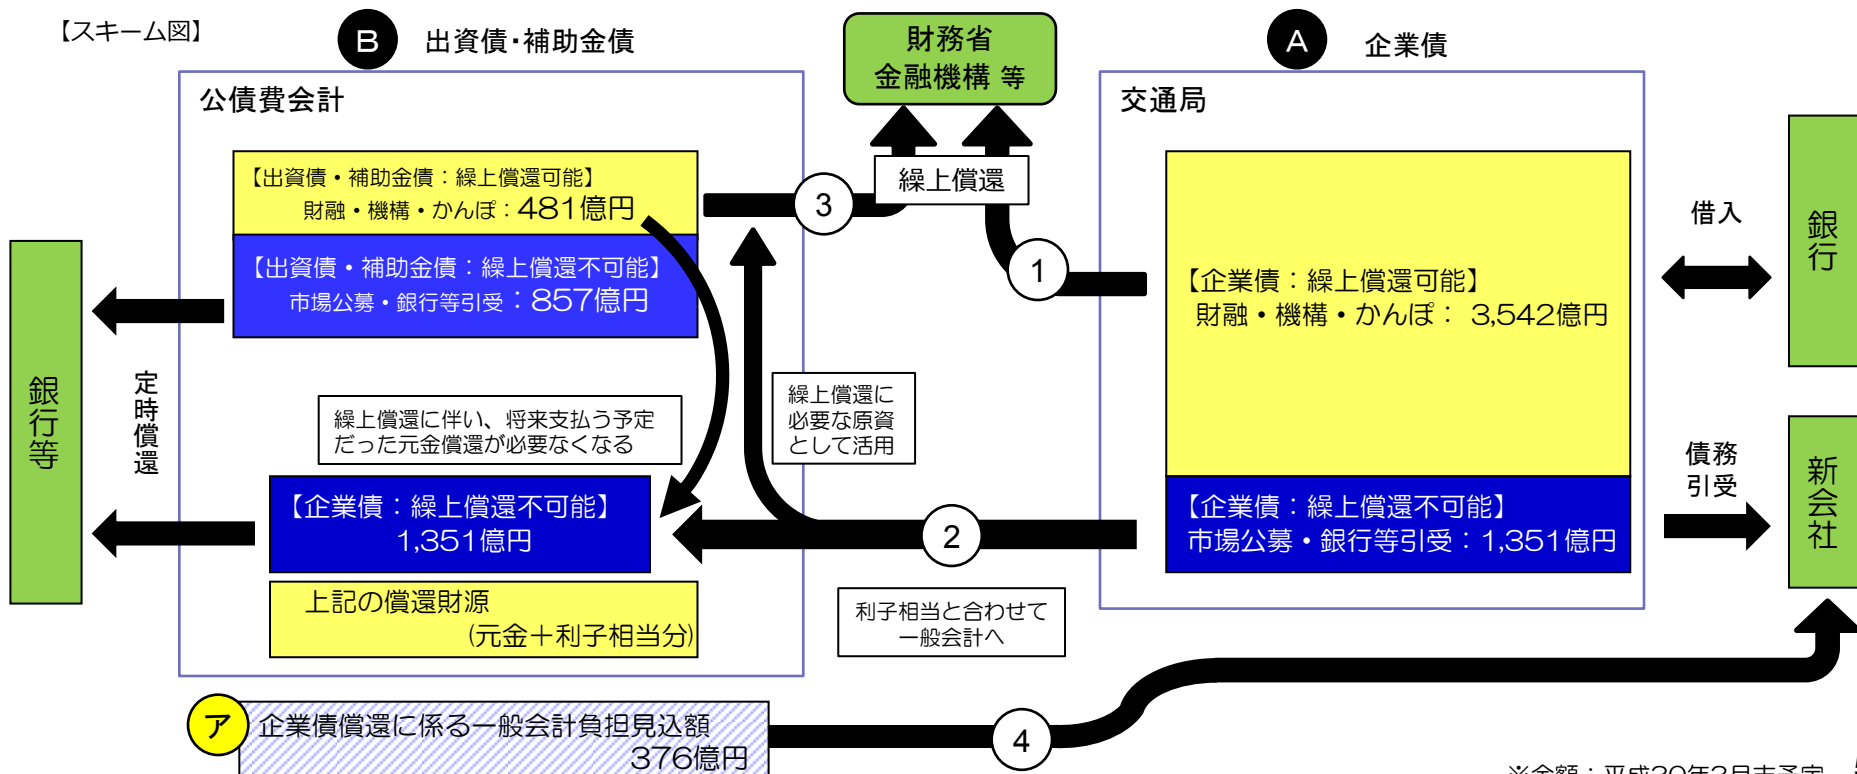 【スキーム図】
B 出資債・補助金債
財務省
金融機構 等
A 企業債
公債費会計
交通局
【出資債・補助金債：繰上償還可能】
財融・機構・かんぽ：481億円
【出資債・補助金債：繰上償還不可能】
市場公募・銀行等引受：857億円
3
繰上償還
1
【企業債：繰上償還可能】
財融・機構・かんぽ： 3,542億円
借入
銀行
銀行等
定時償還
繰上償還に伴い、将来支払う予定
だった元金償還が必要なくなる
繰上償還に
必要な原資
として活用
【企業債：繰上償還不可能】
1,351億円
2
【企業債：繰上償還不可能】
市場公募・銀行等引受：1,351億円
債務
引受
新会社
上記の償還財源
(元金＋利子相当分)
利子相当と合わせて
一般会計へ
ア 企業債償還に係る一般会計負担見込額
376億円
4
※金額：平成30年3月末予定